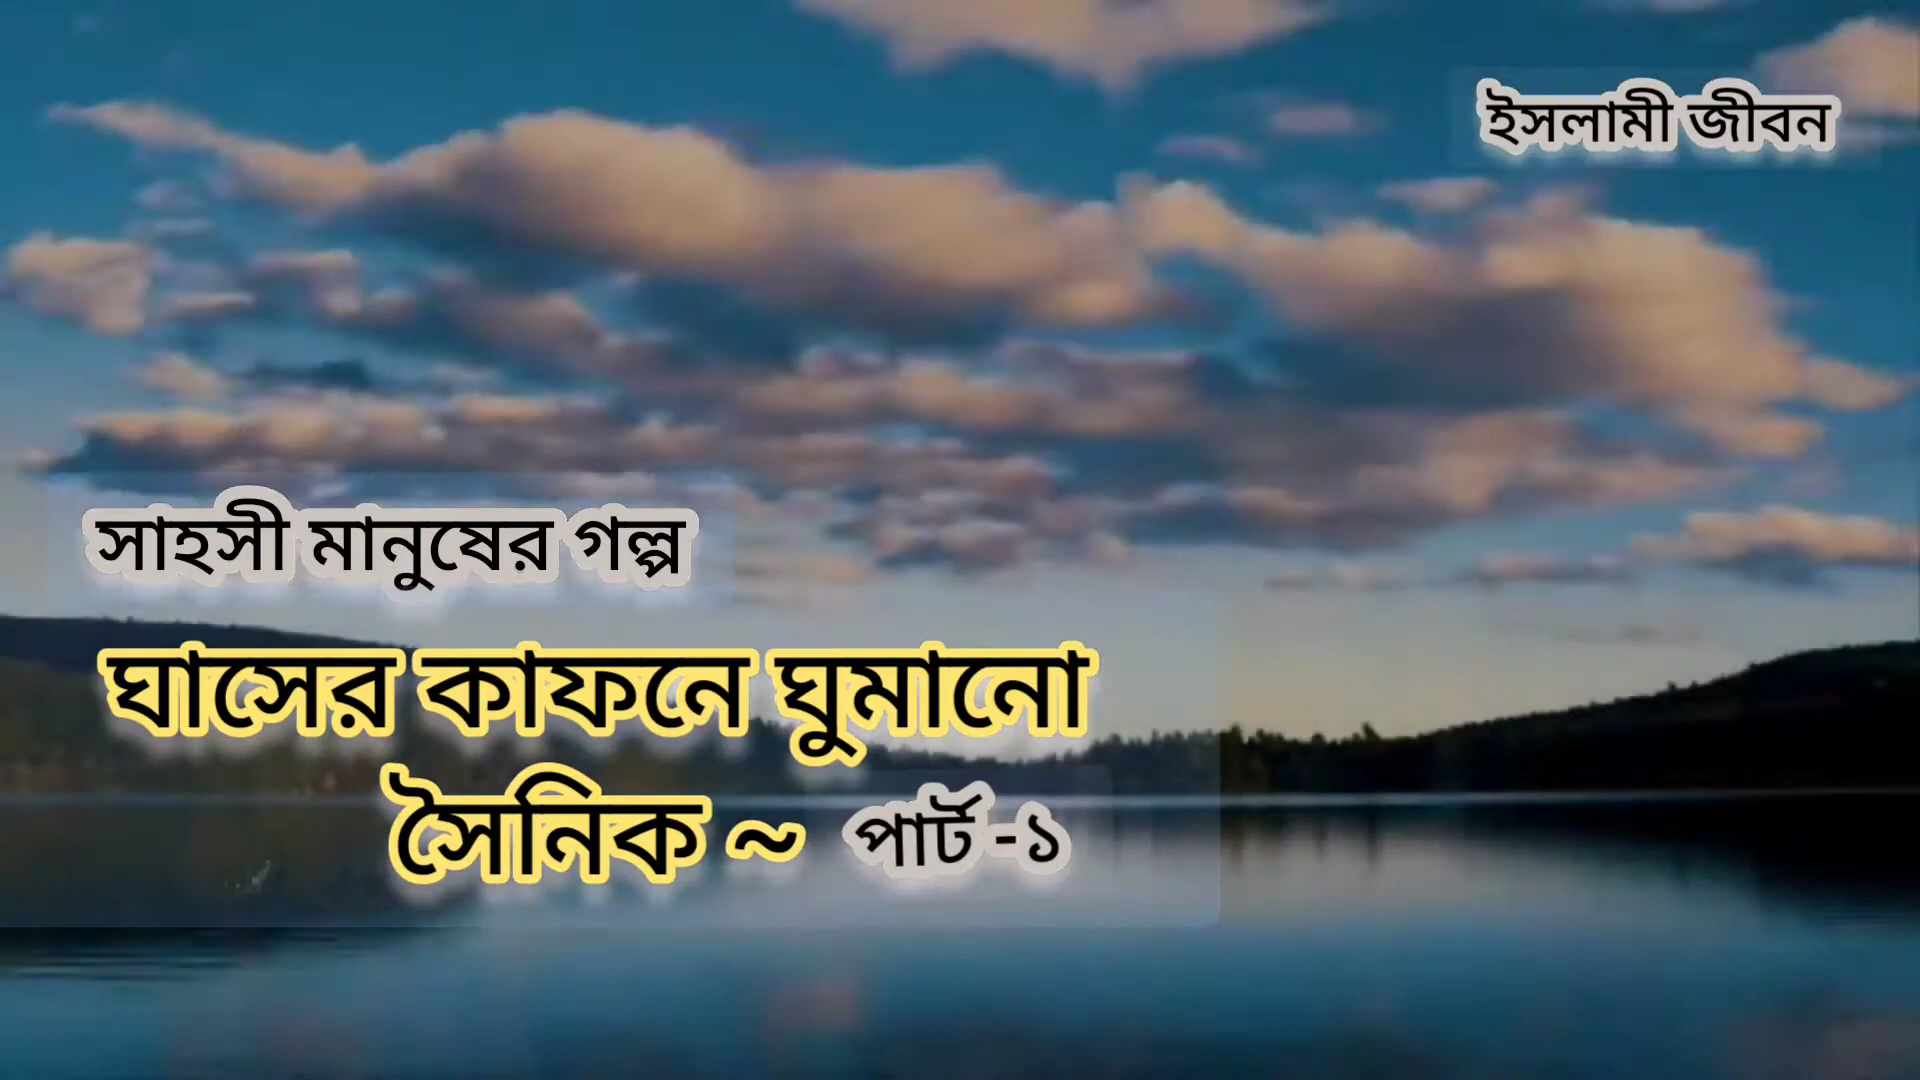 ইসলামী জীবন
সাহসী মানুষের গল্প
ঘাসের কাফনে ঘুমানো
সৈনিক ~ পার্ট -১